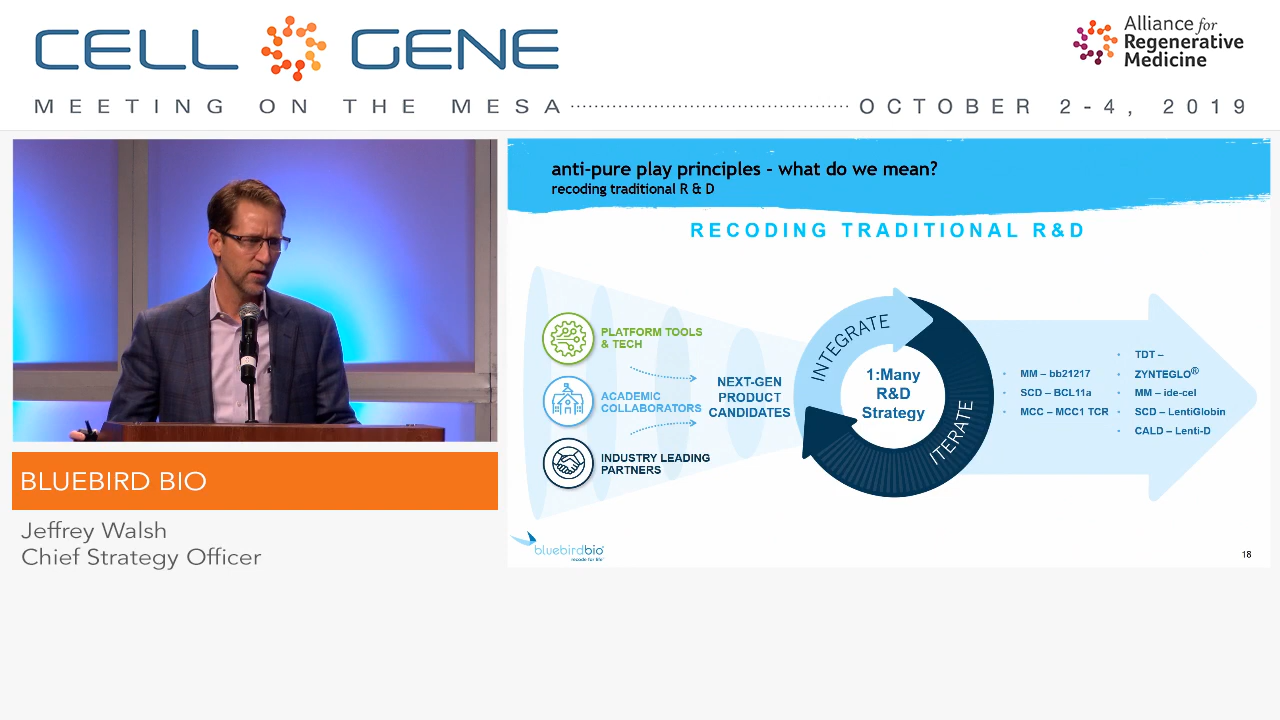 CELL GENE
Alliance for
Regenerative
Medicine
MEETING ON THE MESA
OCTOBER 2-4, 2019
anti-pure play principles - what do we mean?
recoding traditional R & D
RECODING TRADITIONAL R&D
PLATFORM TOOLS
& TECH
ACADEMIC
COLLABORATORS
INDUSTRY LEADING
PARTNERS
NEXT-GEN
PRODUCT
CANDIDATES
INTEGRATE
1:Many
R&D
Strategy
ITERATE
• MM – bb21217
• SCD – BCL11a
• MCC – MCC1 TCR
• TDT –
• ZYNTEGLO®
• MM – ide-cel
• SCD – LentiGlobin
• CALD – Lenti-D
bluebirdbio
recode for life
18
BLUEBIRD BIO
Jeffrey Walsh
Chief Strategy Officer